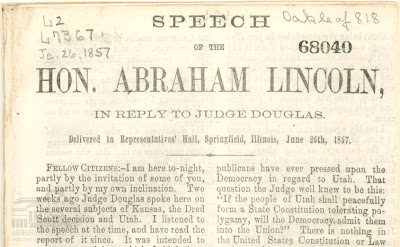 L2
L7367
Je. 26, 1857
Oakleaf 818
SPEECH
OF THE
68040
HON. ABRAHAM LINCOLN,
IN REPLY TO JUDGE DOUGLAS.
Delivered in Representatives' Hall, Springfield, Illinois, June 26th, 1857.
FELLOW CITIZENS:—I am here to-night,
partly by the invitation of some of you,
and partly by my own inclination. Two
weeks ago Judge Douglas spoke here on
the several subjects of Kansas, the Dred
Scott decision and Utah. I listened to
the speech at the time, and have read the
report of it since. It was intended to
publicans have ever pressed upon the
Democracy in regard to Utah. That
question the Judge well knew to be this:
"If the people of Utah shall peacefully
form a State Constitution tolerating po-
lygamy, will the Democracy admit them
into the Union?" There is nothing in
the United States Constitution or Law